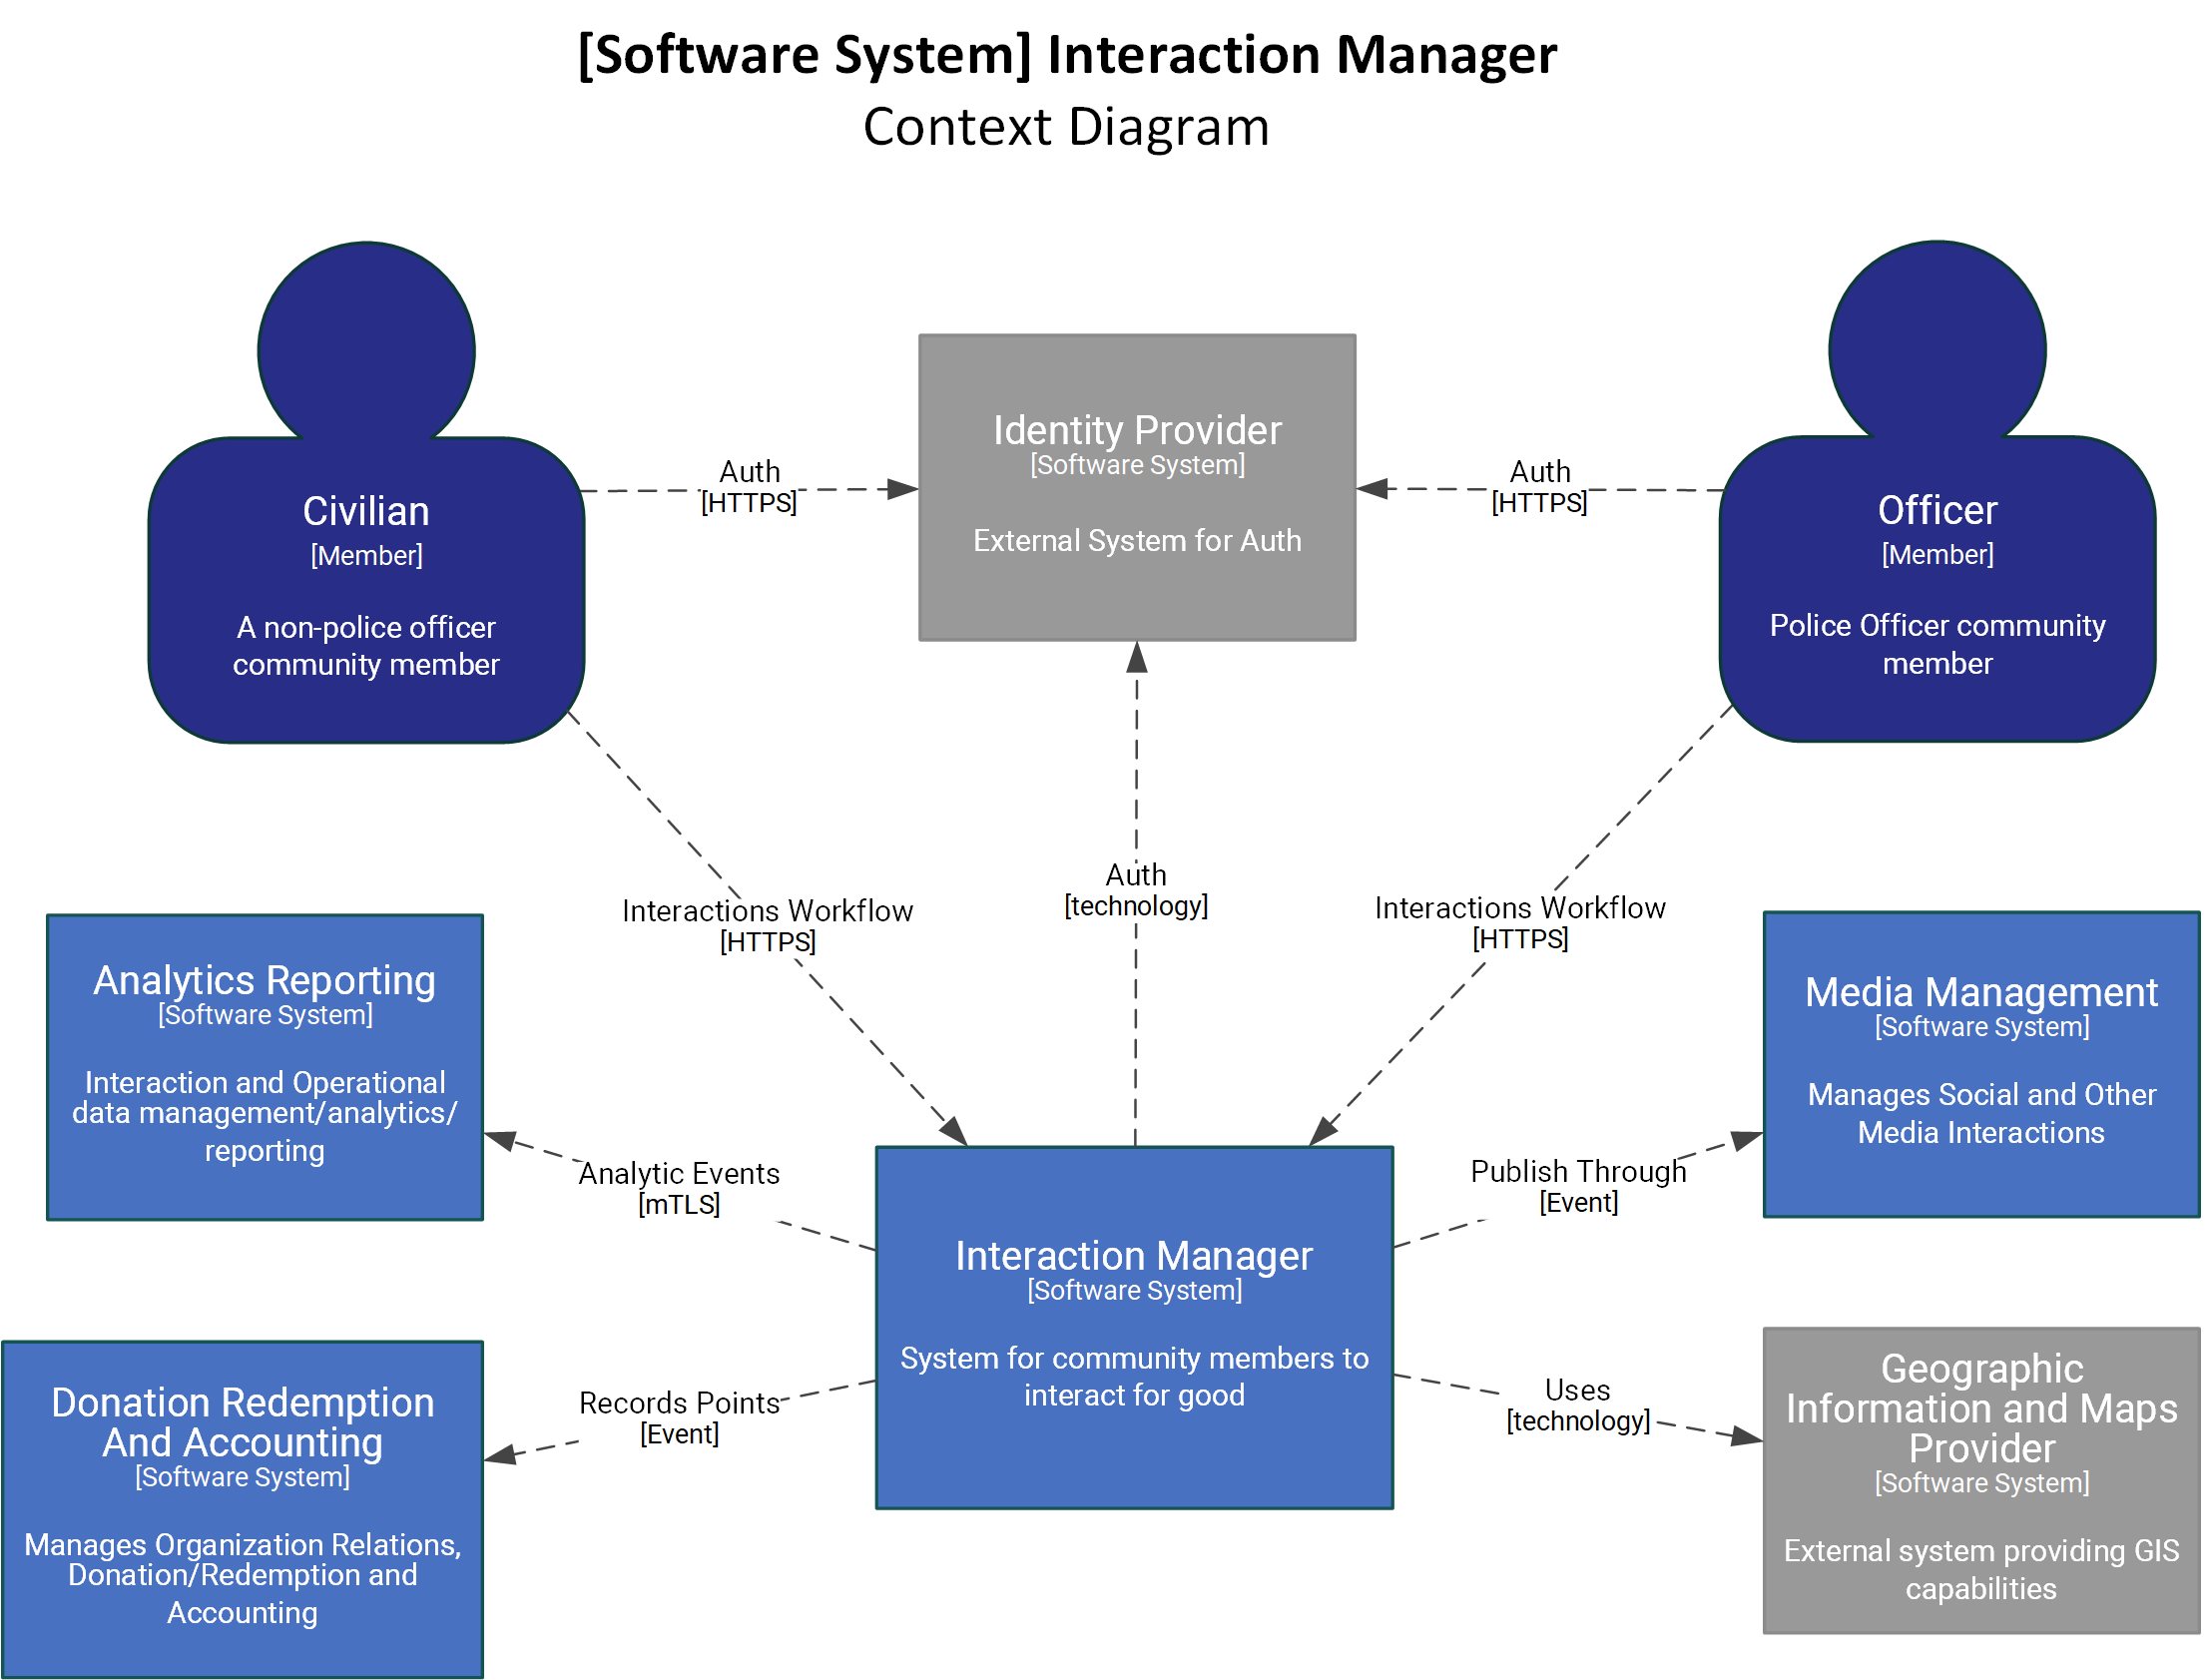 [Software System] Interaction Manager
Context Diagram
Civilian
[Member]
A non-police officer
community member
Auth
[HTTPS]
Identity Provider
[Software System]
External System for Auth
Auth
[HTTPS]
Officer
[Member]
Police Officer community
member
Interactions Workflow
[HTTPS]
Auth
[technology]
Interactions Workflow
[HTTPS]
Analytics Reporting
[Software System]
Interaction and Operational
data management/analytics/
reporting
Media Management
[Software System]
Manages Social and Other
Media Interactions
Analytic Events
[mTLS]
Publish Through
[Event]
Interaction Manager
[Software System]
System for community members to
interact for good
Records Points
[Event]
Uses
[technology]
Donation Redemption
And Accounting
[Software System]
Manages Organization Relations,
Donation/Redemption and
Accounting
Geographic
Information and Maps
Provider
[Software System]
External system providing GIS
capabilities